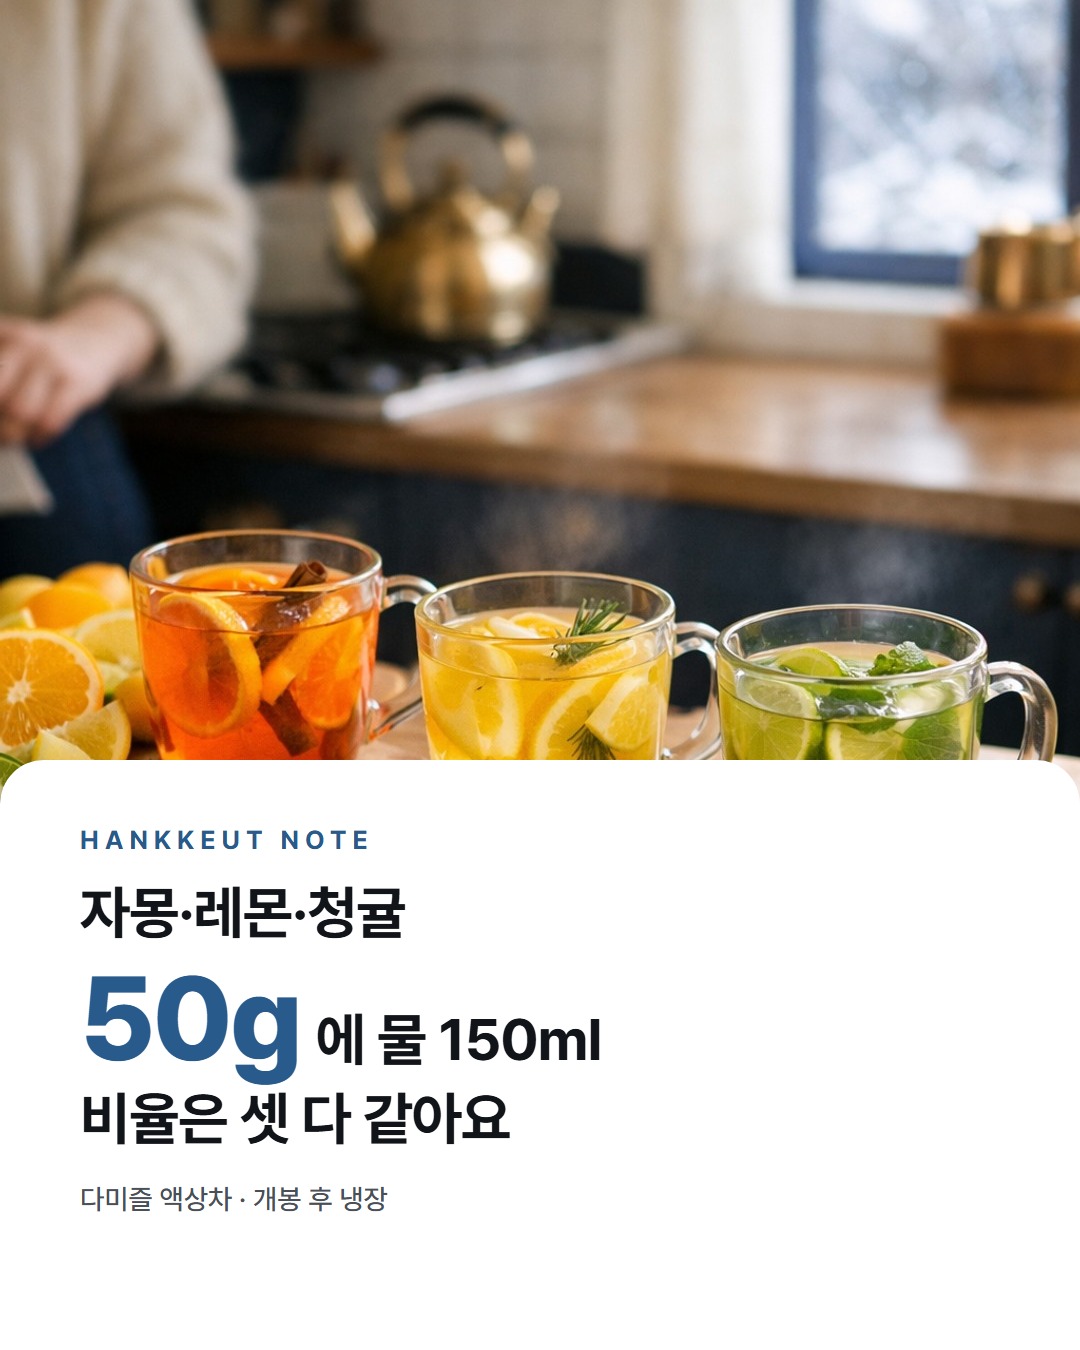 HANKKEUT NOTE
자몽·레몬·청귤
50g 에 물 150ml
비율은 셋 다 같아요
다미즐 액상차 · 개봉 후 냉장